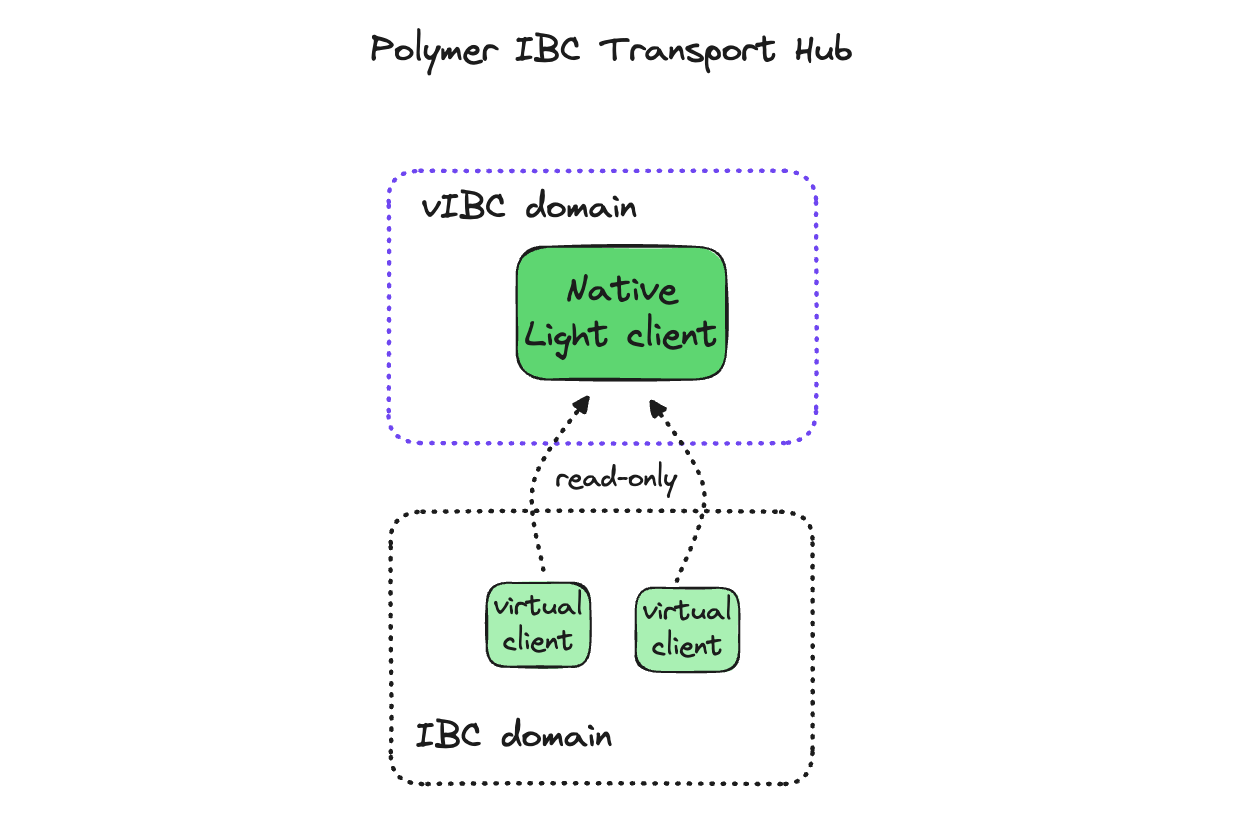 Polymer IBC Transport Hub
vIBC domain
Native
Light client
read-only
virtual
client
virtual
client
IBC domain